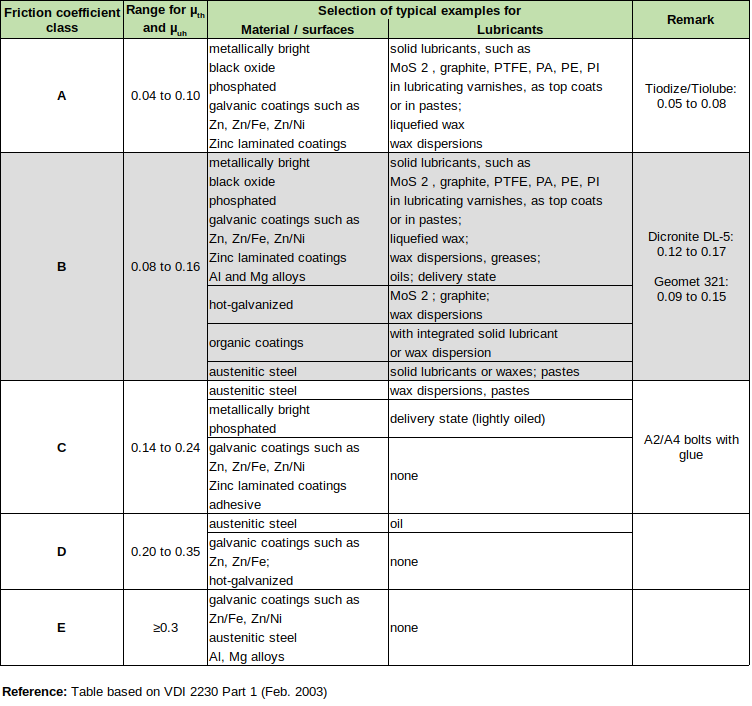 Friction coefficient class
Range for µth and µuh
Selection of typical examples for
Material / surfaces
Lubricants
Remark
A
0.04 to 0.10
metallically bright
black oxide
phosphated
galvanic coatings such as
Zn, Zn/Fe, Zn/Ni
Zinc laminated coatings
solid lubricants, such as
MoS 2 , graphite, PTFE, PA, PE, PI
in lubricating varnishes, as top coats
or in pastes;
liquefied wax
wax dispersions
Tiodize/Tiolube:
0.05 to 0.08
B
0.08 to 0.16
metallically bright
black oxide
phosphated
galvanic coatings such as
Zn, Zn/Fe, Zn/Ni
Zinc laminated coatings
Al and Mg alloys
solid lubricants, such as
MoS 2 , graphite, PTFE, PA, PE, PI
in lubricating varnishes, as top coats
or in pastes;
liquefied wax;
wax dispersions, greases;
oils; delivery state
hot-galvanized
MoS 2 ; graphite;
wax dispersions
organic coatings
with integrated solid lubricant
or wax dispersion
austenitic steel
solid lubricants or waxes; pastes
Dicronite DL-5:
0.12 to 0.17
Geomet 321:
0.09 to 0.15
C
0.14 to 0.24
austenitic steel
wax dispersions, pastes
metallically bright
phosphated
delivery state (lightly oiled)
galvanic coatings such as
Zn, Zn/Fe, Zn/Ni
Zinc laminated coatings
adhesive
none
A2/A4 bolts with
glue
D
0.20 to 0.35
austenitic steel
oil
galvanic coatings such as
Zn, Zn/Fe;
hot-galvanized
none
E
≥0.3
galvanic coatings such as
Zn/Fe, Zn/Ni
austenitic steel
Al, Mg alloys
none
Reference: Table based on VDI 2230 Part 1 (Feb. 2003)